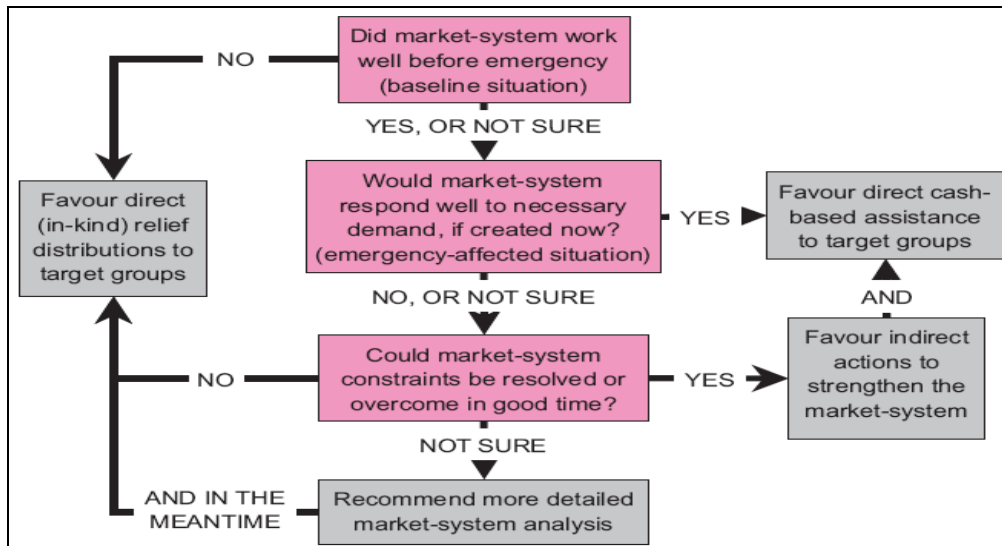 Did market-system work
well before emergency
(baseline situation)
NO
YES, OR NOT SURE
Favour direct
(in-kind) relief
distributions to
target groups
Would market-system
respond well to necessary
demand, if created now?
(emergency-affected situation)
YES
Favour direct cash-
based assistance
to target groups
NO, OR NOT SURE
AND
Could market-system
constraints be resolved or
overcome in good time?
NO
YES
Favour indirect
actions to
strengthen the
market-system
NOT SURE
AND IN THE
MEANTIME
Recommend more detailed
market-system analysis